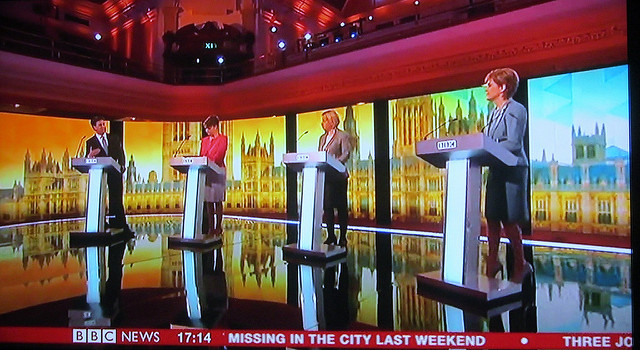 BBC
BBC NEWS 17:14 MISSING IN THE CITY LAST WEEKEND • THREE JO